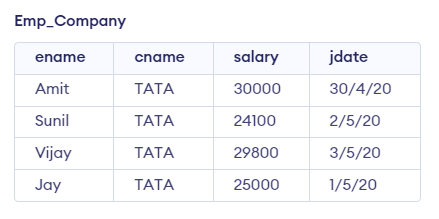 Emp_Company
ename cname salary jdate
Amit TATA 30000 30/4/20
Sunil TATA 24100 2/5/20
Vijay TATA 29800 3/5/20
Jay TATA 25000 1/5/20